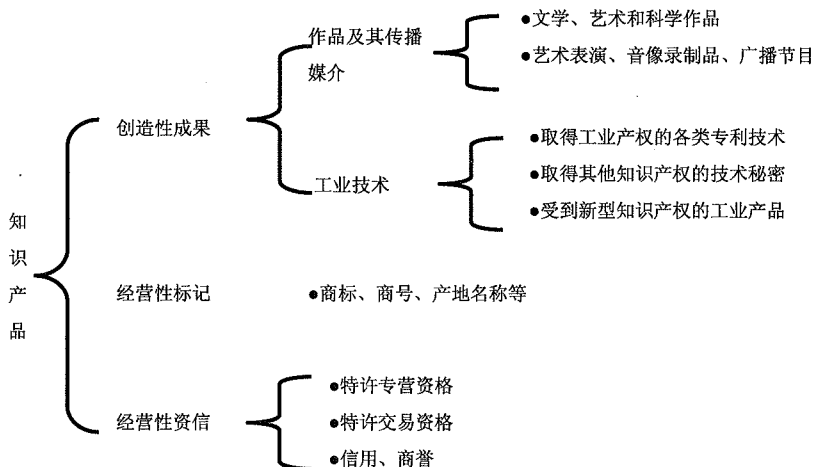 知识产品
创造性成果
作品及其传播
媒介
●文学、艺术和科学作品
●艺术表演、音像录制品、广播节目
工业技术
●取得工业产权的各类专利技术
●取得其他知识产权的技术秘密
●受到新型知识产权的工业产品
经营性标记
●商标、商号、产地名称等
经营性资信
●特许专营资格
●特许交易资格
●信用、商誉